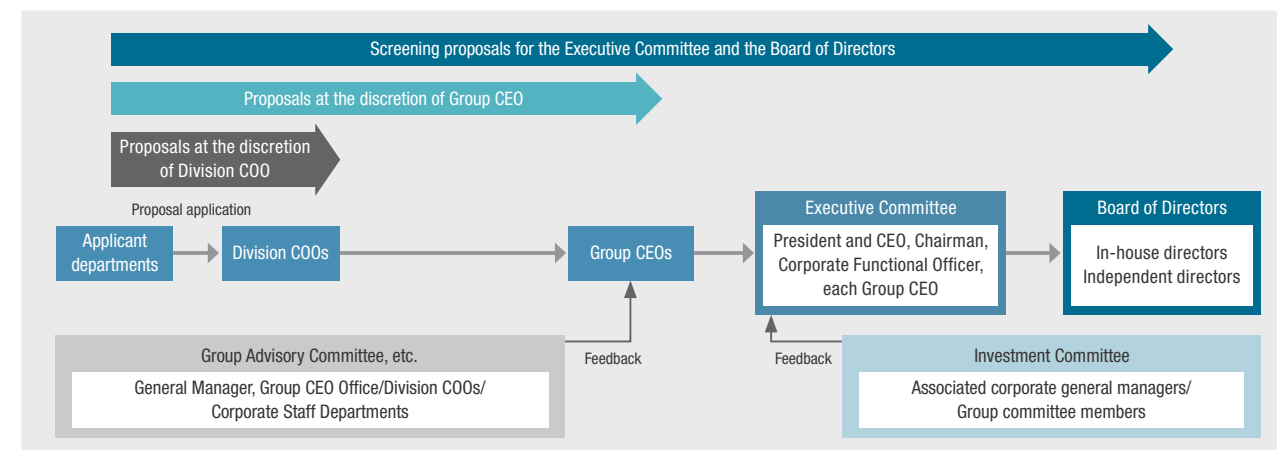 Screening proposals for the Executive Committee and the Board of Directors
Proposals at the discretion of Group CEO
Proposals at the discretion
of Division COO
Proposal application
Applicant
departments
Division COOs
Group CEOs
Executive Committee
President and CEO, Chairman,
Corporate Functional Officer,
each Group CEO
Board of Directors
In-house directors
Independent directors
Group Advisory Committee, etc.
General Manager, Group CEO Office/Division COOs/
Corporate Staff Departments
Feedback
Feedback
Investment Committee
Associated corporate general managers/
Group committee members